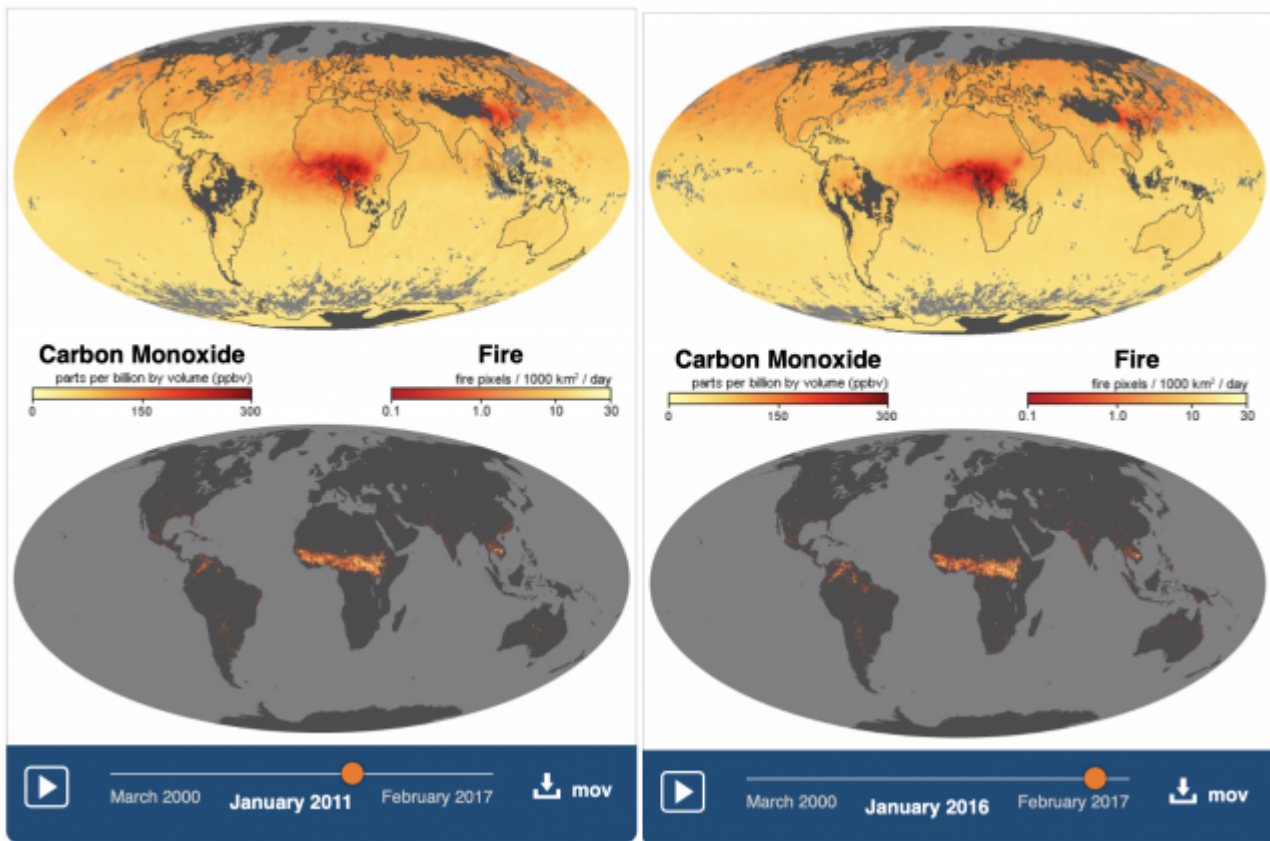 Carbon Monoxide
parts per billion by volume (ppbv)
0 150 300
Fire
fire pixels / 1000 km² / day
0.1 1.0 10 30
March 2000
January 2011
February 2017
mov
Carbon Monoxide
parts per billion by volume (ppbv)
0 150 300
Fire
fire pixels / 1000 km² / day
0.1 1.0 10 30
March 2000
January 2016
February 2017
mov